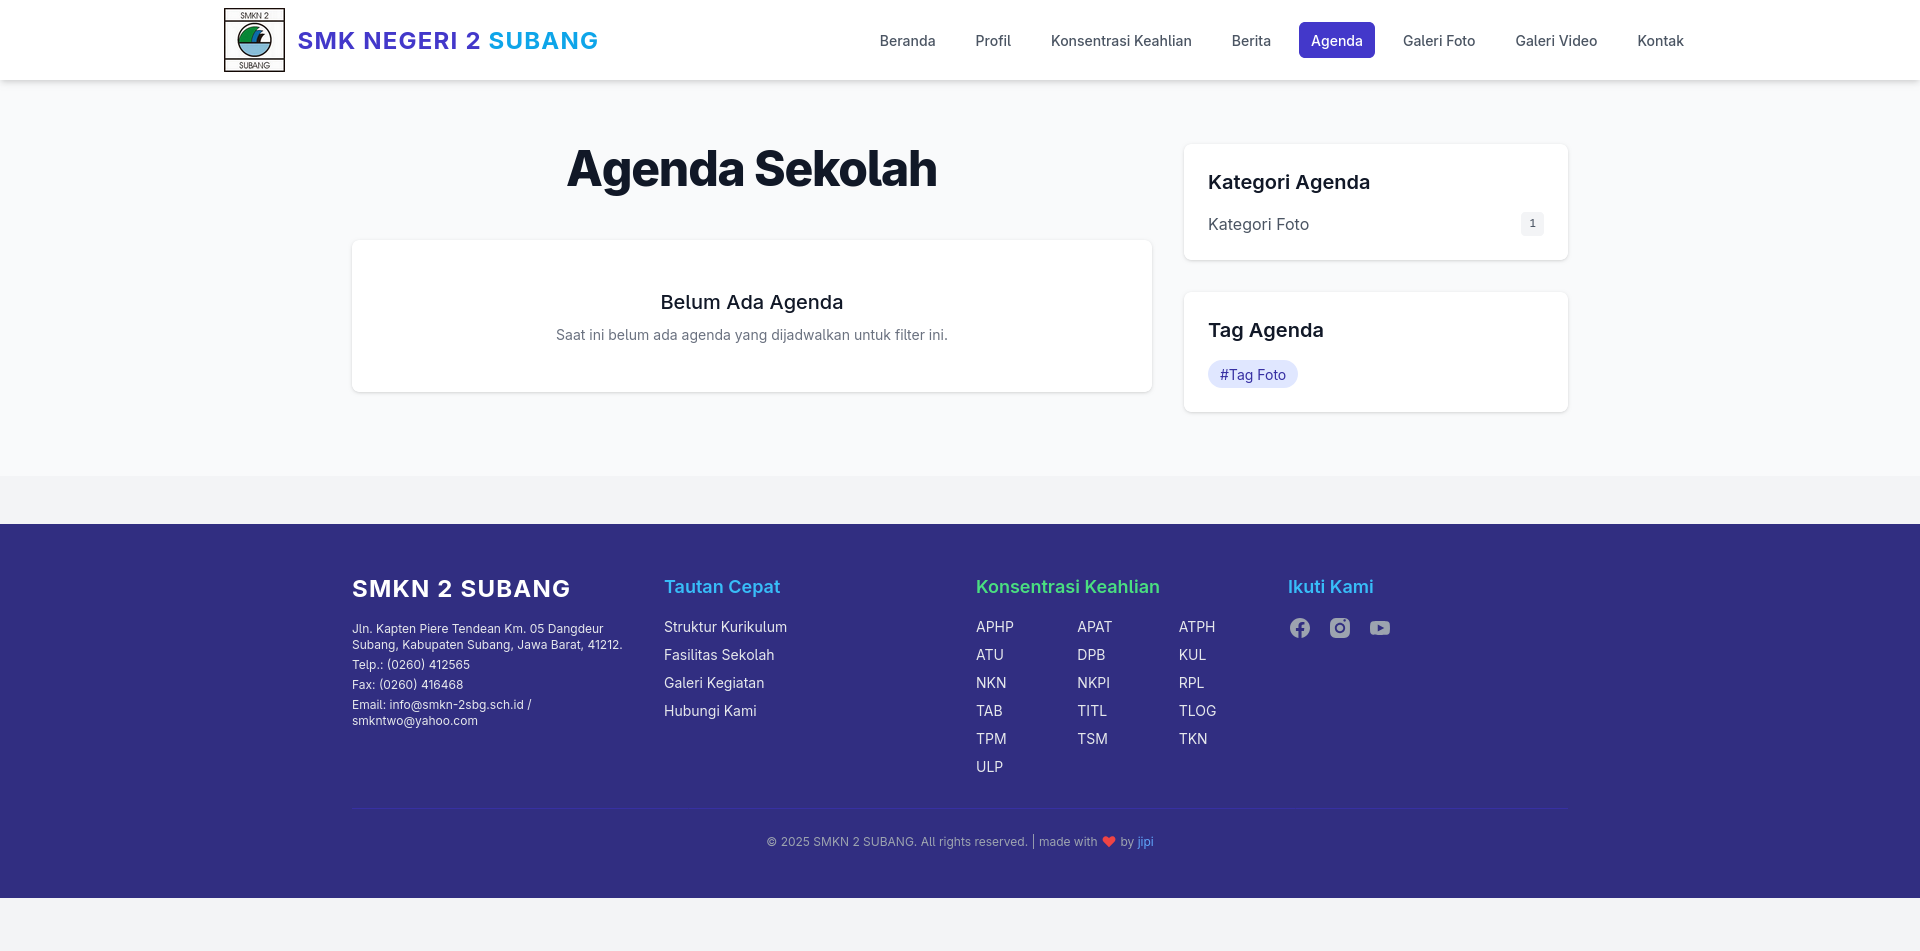 SMKN 2
SUBANG
SMK NEGERI 2 SUBANG
Beranda
Profil
Konsentrasi Keahlian
Berita
Agenda
Galeri Foto
Galeri Video
Kontak
Agenda Sekolah
Belum Ada Agenda
Saat ini belum ada agenda yang dijadwalkan untuk filter ini.
Kategori Agenda
Kategori Foto 1
Tag Agenda
#Tag Foto
SMKN 2 SUBANG
Jln. Kapten Piere Tendean Km. 05 Dangdeur
Subang, Kabupaten Subang, Jawa Barat, 41212.
Telp.: (0260) 412565
Fax: (0260) 416468
Email: info@smkn-2sbg.sch.id /
smkntwo@yahoo.com
Tautan Cepat
Struktur Kurikulum
Fasilitas Sekolah
Galeri Kegiatan
Hubungi Kami
Konsentrasi Keahlian
APHP APAT ATPH
ATU DPB KUL
NKN NKPI RPL
TAB TITL TLOG
TPM TSM TKN
ULP
Ikuti Kami
© 2025 SMKN 2 SUBANG. All rights reserved. | made with ❤ by jipi